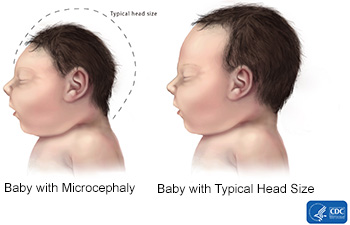 Typical head size
Baby with Microcephaly
Baby with Typical Head Size
CDC